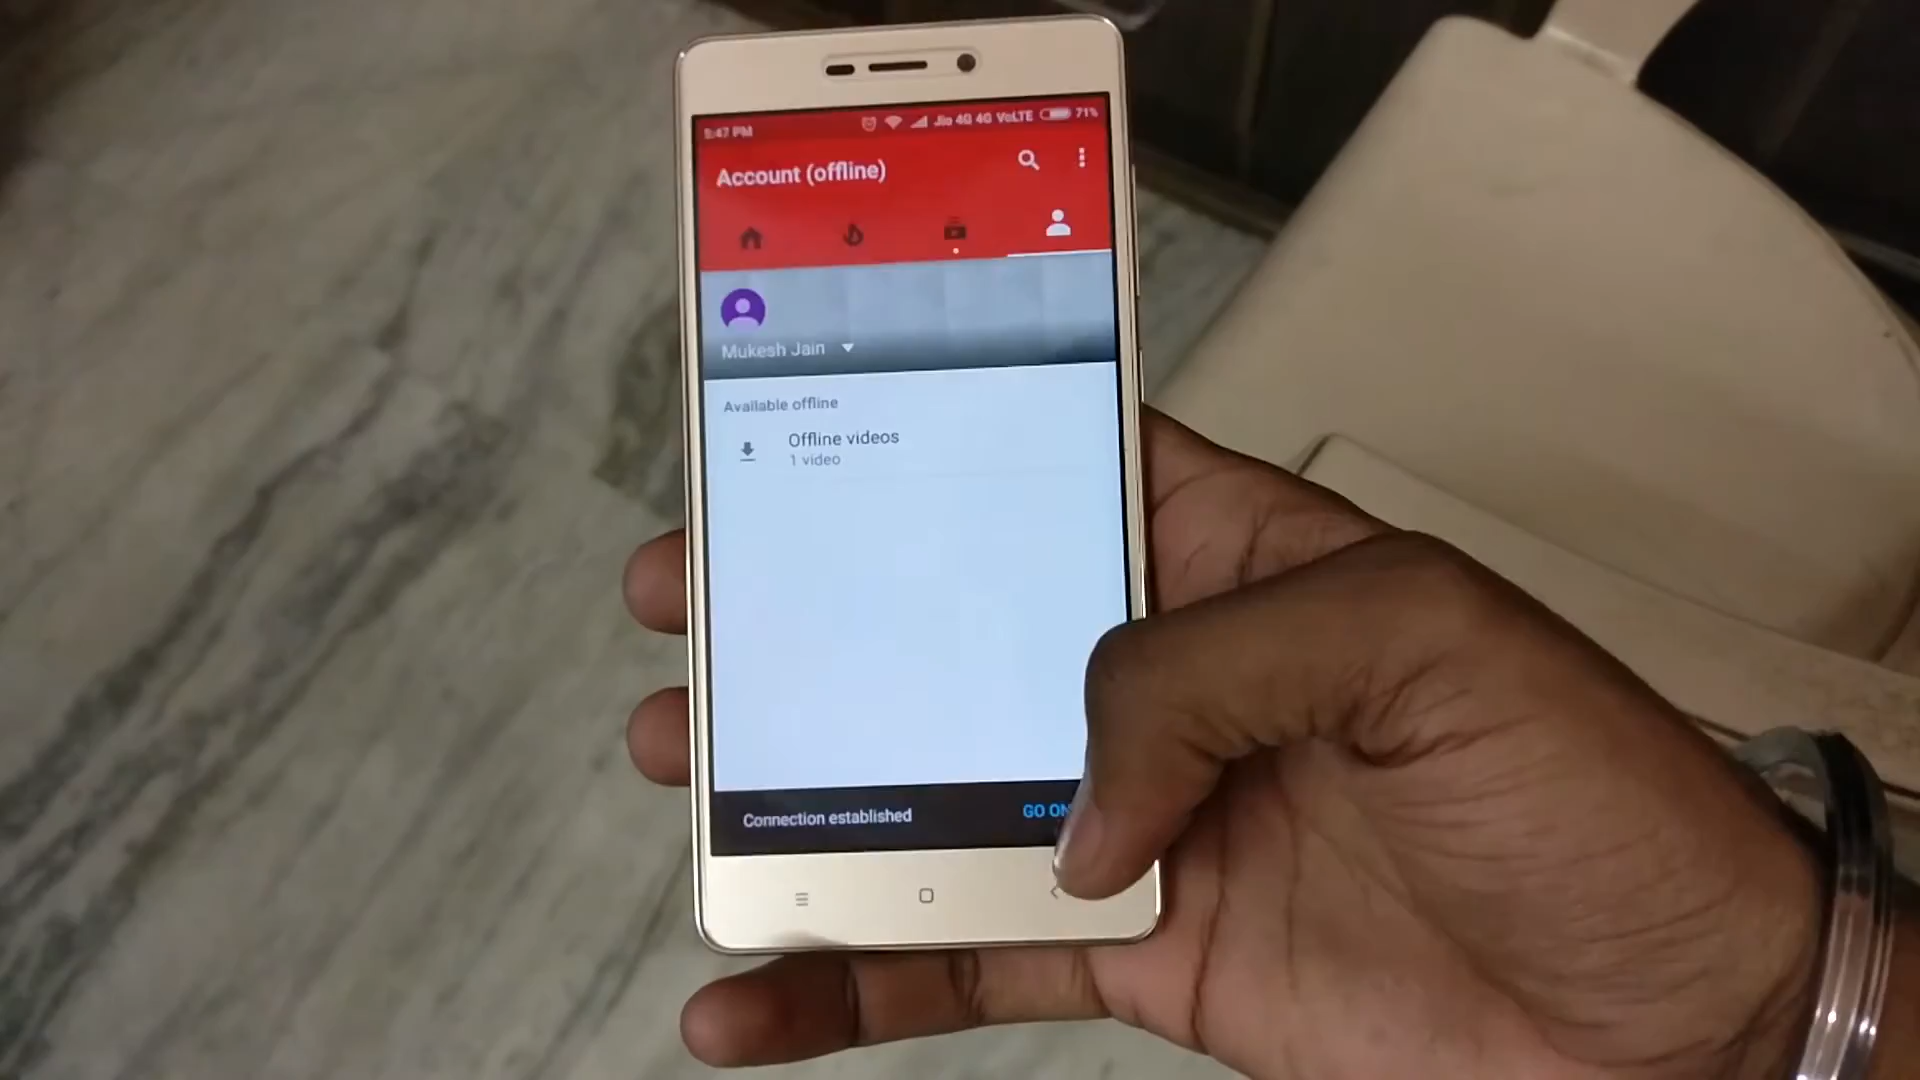 5:47 PM Jio 4G 4G VoLTE 71%
Account (offline)
Mukesh Jain
Available offline
Offline videos
1 video
Connection established GO ON